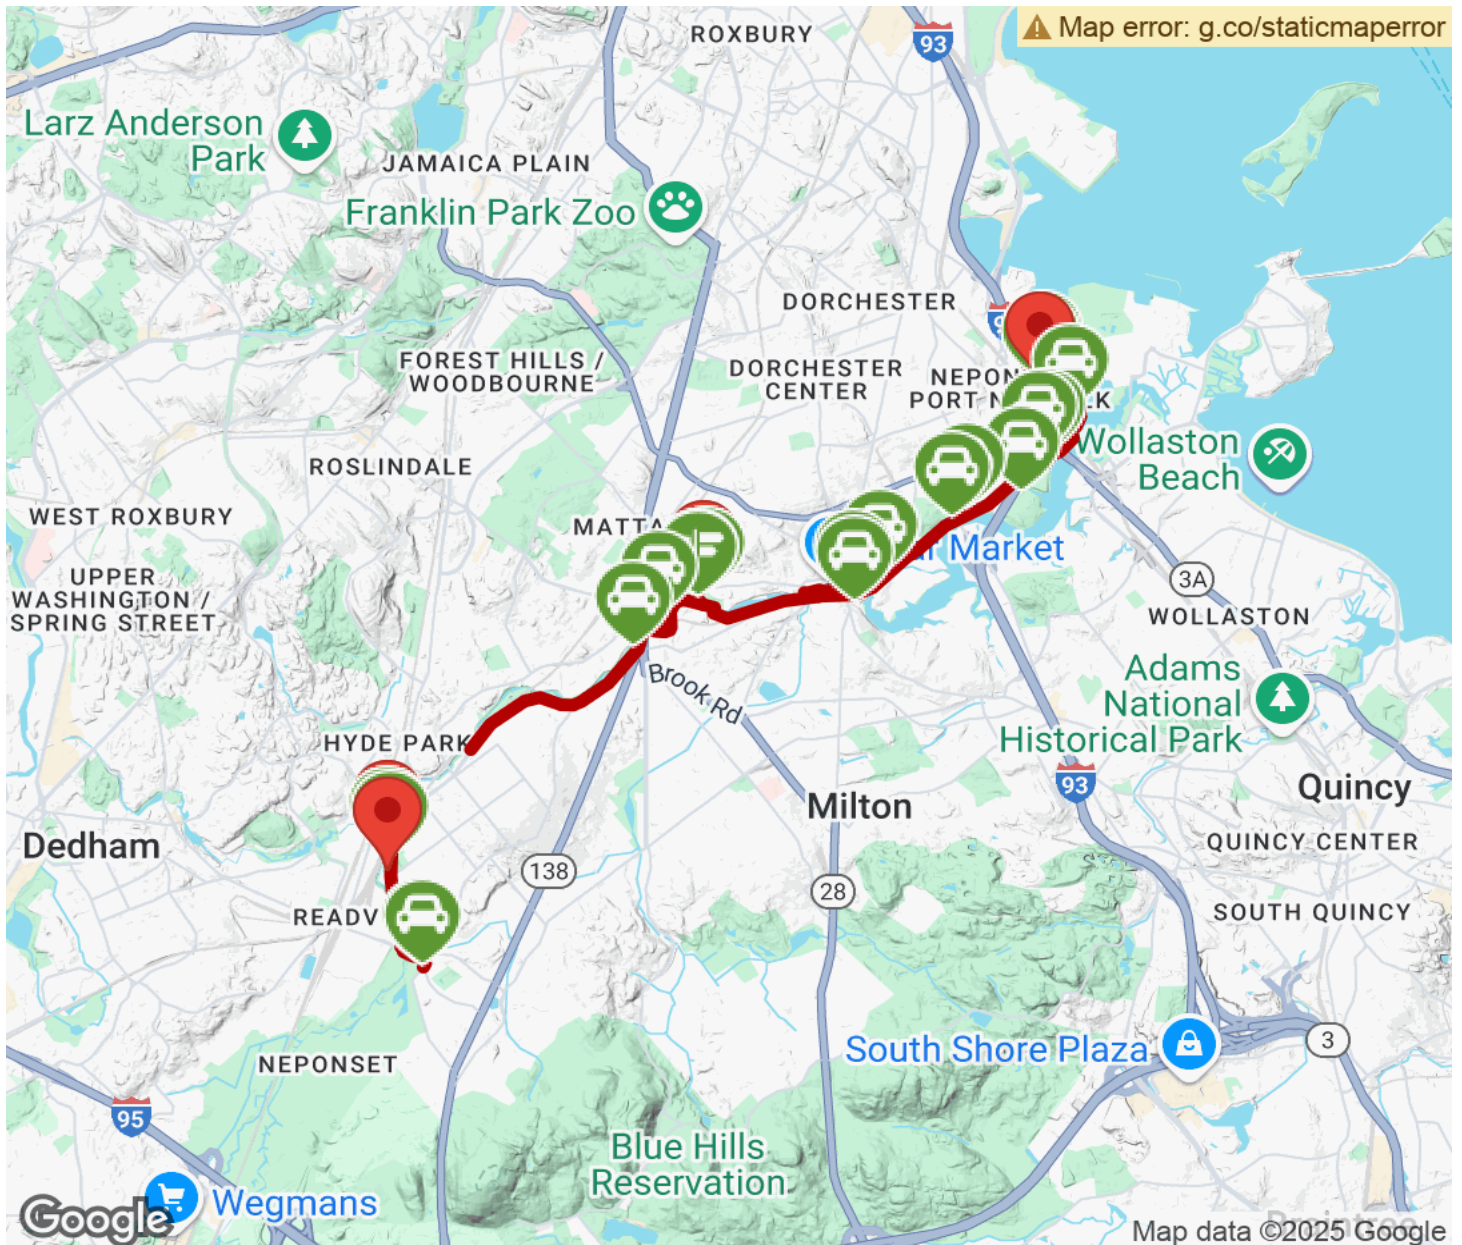 ROXBURY
93
Map error: g.co/staticmaperror
Larz Anderson
Park
JAMAICA PLAIN
Franklin Park Zoo
DORCHESTER
FOREST HILLS /
WOODBOURNE
DORCHESTER
CENTER
NEPON
PORT N
K
Wollaston
Beach
ROSLINDALE
WEST ROXBURY
MATTA
Market
UPPER
WASHINGTON /
SPRING STREET
3A
WOLLASTON
Brook Rd
Adams
National
Historical Park
HYDE PARK
93
Quincy
Milton
Dedham
QUINCY CENTER
138
28
READV
SOUTH QUINCY
South Shore Plaza
3
NEPONSET
95
Blue Hills
Reservation
Wegmans
Google
Map data ©2025 Google